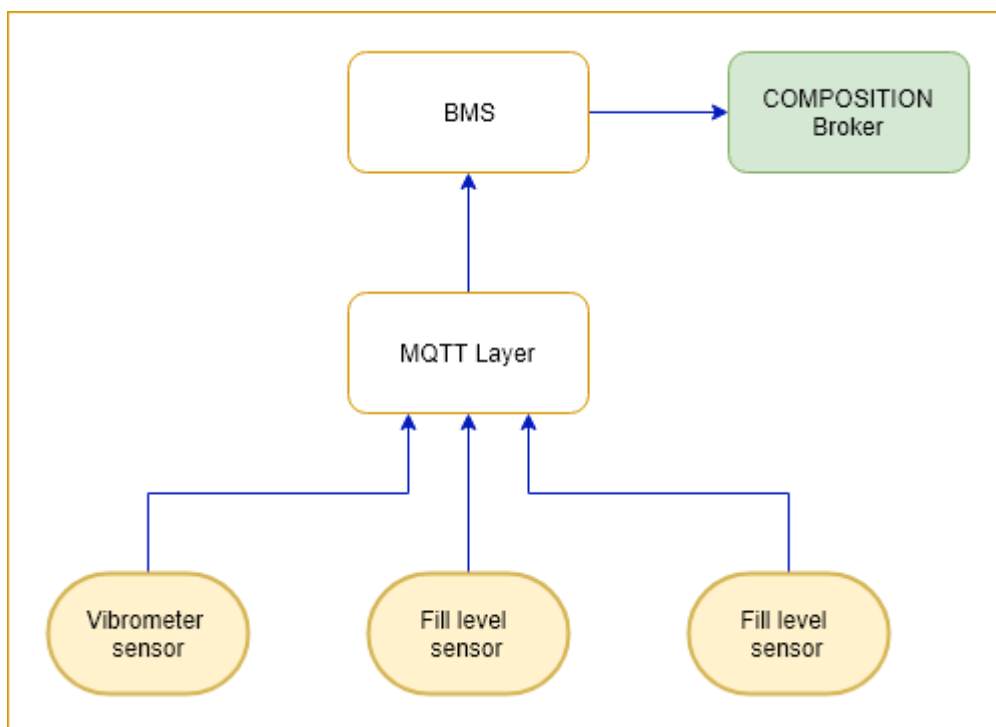 BMS
COMPOSITION
Broker
MQTT Layer
Vibrometer
sensor
Fill level
sensor
Fill level
sensor